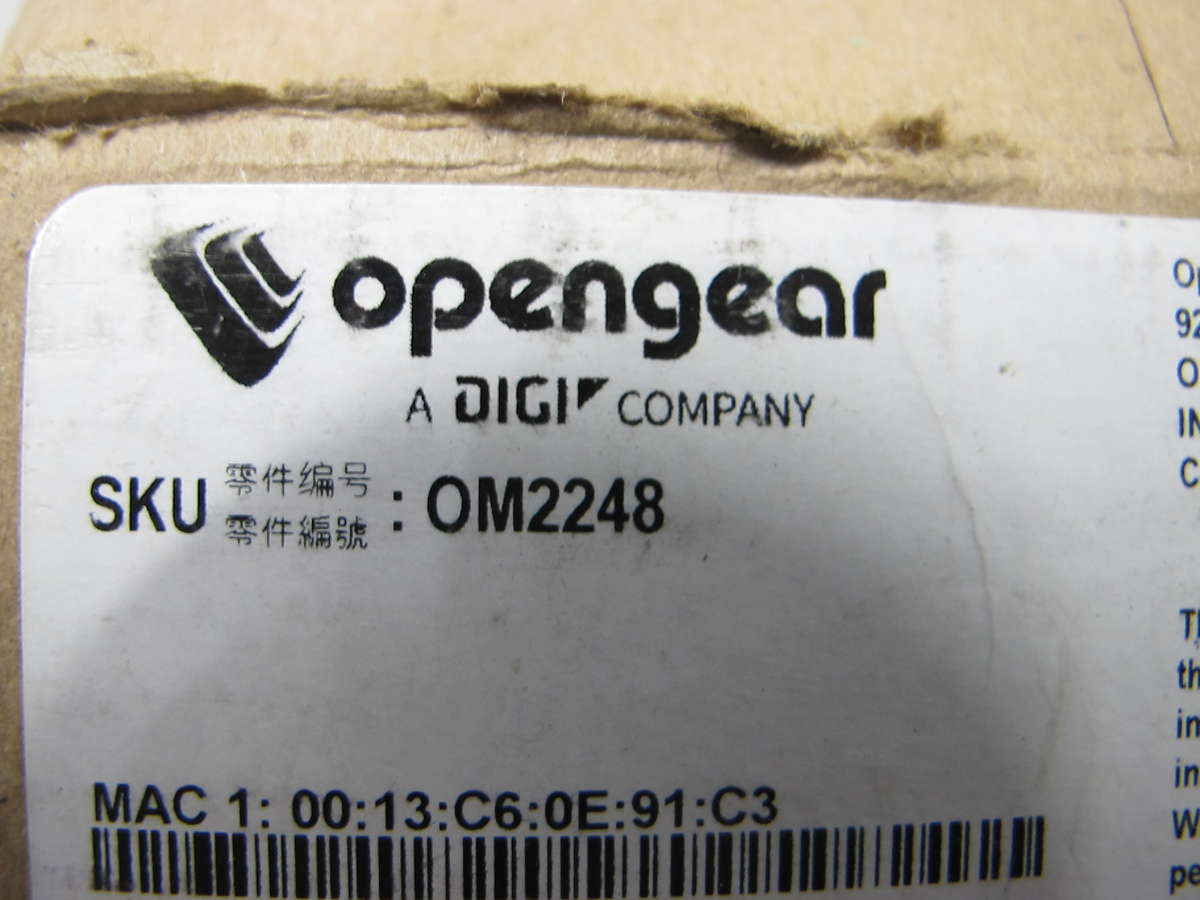 opengear
A DIGI COMPANY
SKU 零件编号 零件編號 : OM2248
MAC 1: 00:13:C6:0E:91:C3